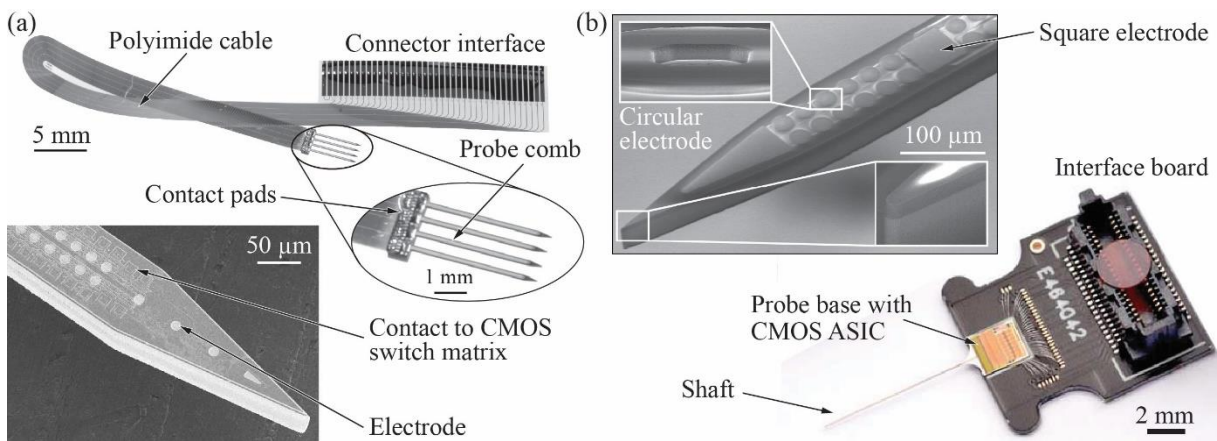 (a)
Polyimide cable
Connector interface
5 mm
Probe comb
Contact pads
1 mm
50 µm
Contact to CMOS
switch matrix
Electrode
(b)
Square electrode
Circular
electrode
100 µm
Interface board
E464042
Probe base with
CMOS ASIC
Shaft
2 mm